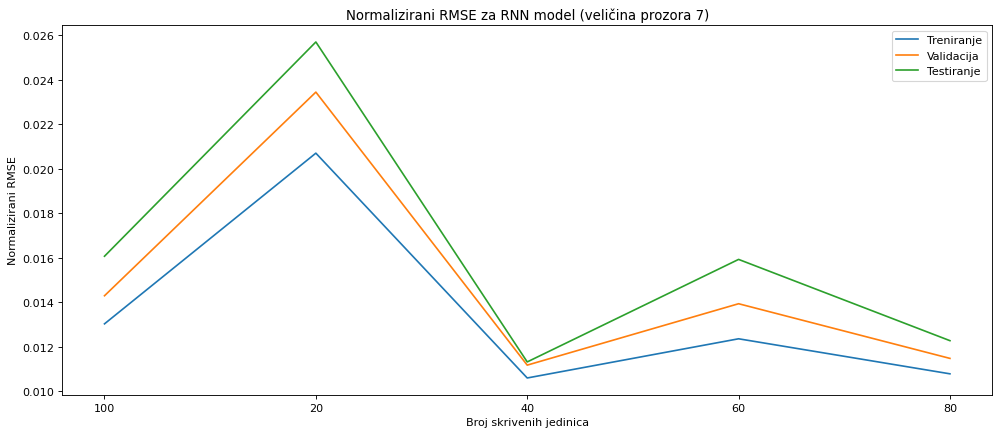 Normalizirani RMSE za RNN model (veličina prozora 7)
Treniranje
Validacija
Testiranje
Normalizirani RMSE
0.026
0.024
0.022
0.020
0.018
0.016
0.014
0.012
0.010
100 20 40 60 80
Broj skrivenih jedinica